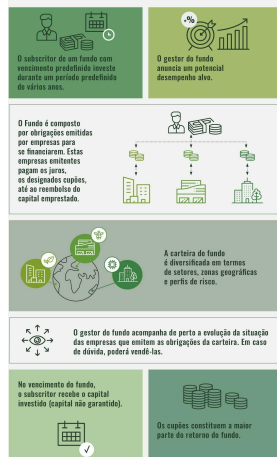 O subscritor de um fundo com
vencimento predefinido investe
durante um período predefinido
de vários anos.
-%
O gestor do fundo
anuncia um potencial
desempenho alvo.
O Fundo é composto
por obrigações emitidas
por empresas para
se financiarem. Estas
empresas emitentes
pagam os juros,
os designados cupões,
até ao reembolso do
capital emprestado.
A carteira do fundo
é diversificada em termos
de setores, zonas geográficas
e perfis de risco.
O gestor do fundo acompanha de perto a evolução da situação
das empresas que emitem as obrigações da carteira. Em caso
de dúvida, poderá vendê-las.
No vencimento do fundo,
o subscritor recebe o capital
investido (capital não garantido).
Os cupões constituem a maior
parte do retorno do fundo.